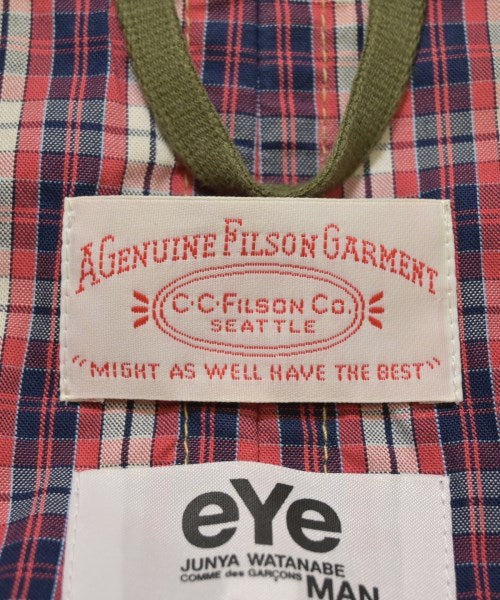 A GENUINE FILSON GARMENT
C·C·FILSON CO.
SEATTLE
"MIGHT AS WELL HAVE THE BEST"
eYe
JUNYA WATANABE
COMME des GARÇONS MAN